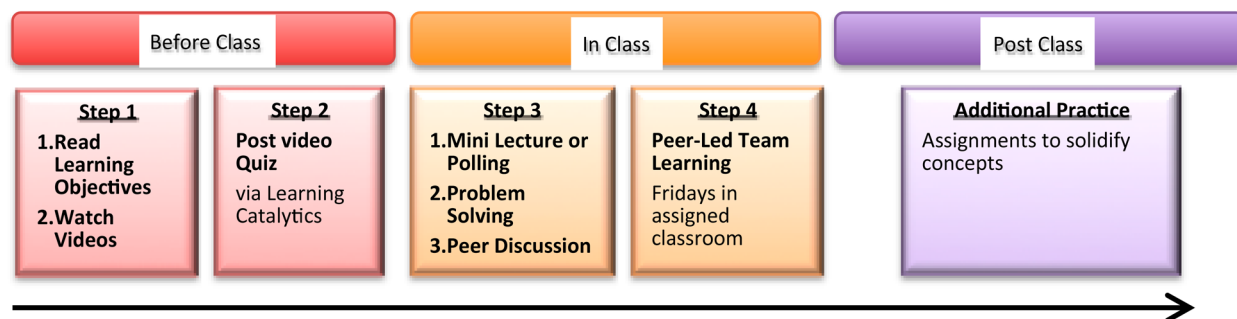 Before Class
In Class
Post Class
Step 1
1.Read
Learning
Objectives
2.Watch
Videos
Step 2
Post video
Quiz
via Learning
Catalytics
Step 3
1.Mini Lecture or
Polling
2.Problem
Solving
3.Peer Discussion
Step 4
Peer-Led Team
Learning
Fridays in
assigned
classroom
Additional Practice
Assignments to solidify
concepts